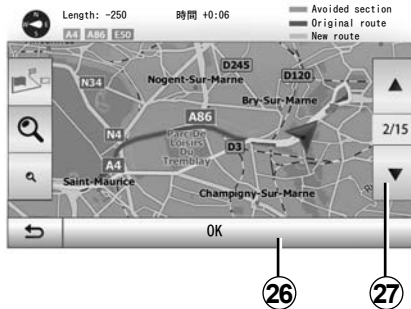 Length: -250 時間 +0:06 Avoided section
Original route
A4 A86 E50 New route
D245
D120
N34 Nogent-Sur-Marne
Bry-Sur-Marne
A86
2/15
N4 Parc De
Loisirs D3
Du
A4 Tremblay
Saint-Maurice
Champigny-Sur-Marne
OK
26 27